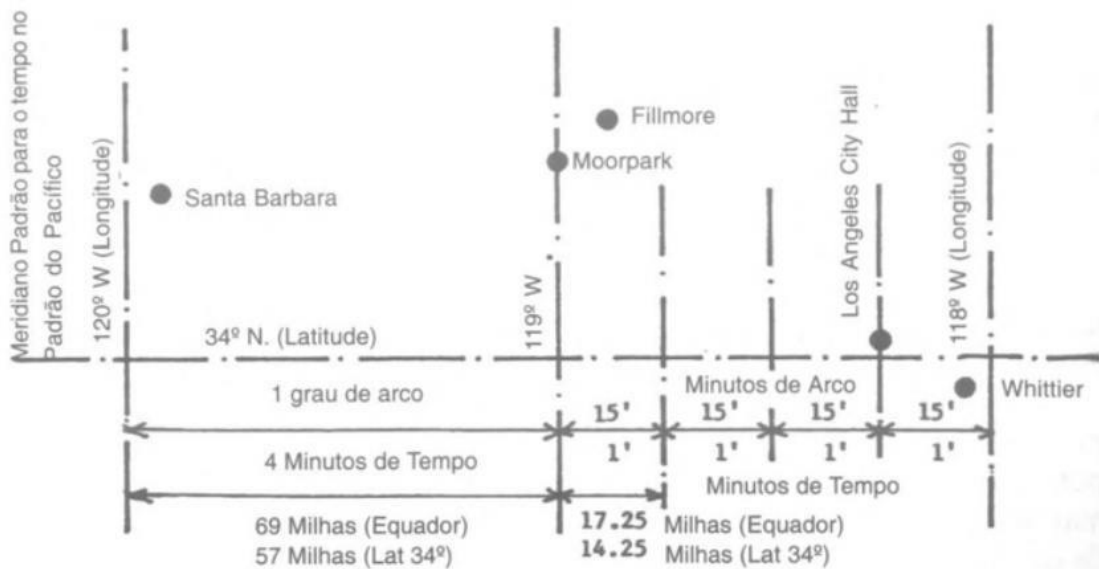 Meridiano Padrão para o tempo no
Padrão do Pacífico
120º W (Longitude)
Santa Barbara
34º N. (Latitude)
119º W
Fillmore
Moorpark
Los Angeles City Hall
118º W (Longitude)
Whittier
1 grau de arco
Minutos de Arco
15' 15' 15' 15'
4 Minutos de Tempo
1' 1' 1' 1'
Minutos de Tempo
69 Milhas (Equador)
57 Milhas (Lat 34º)
17.25 Milhas (Equador)
14.25 Milhas (Lat 34º)